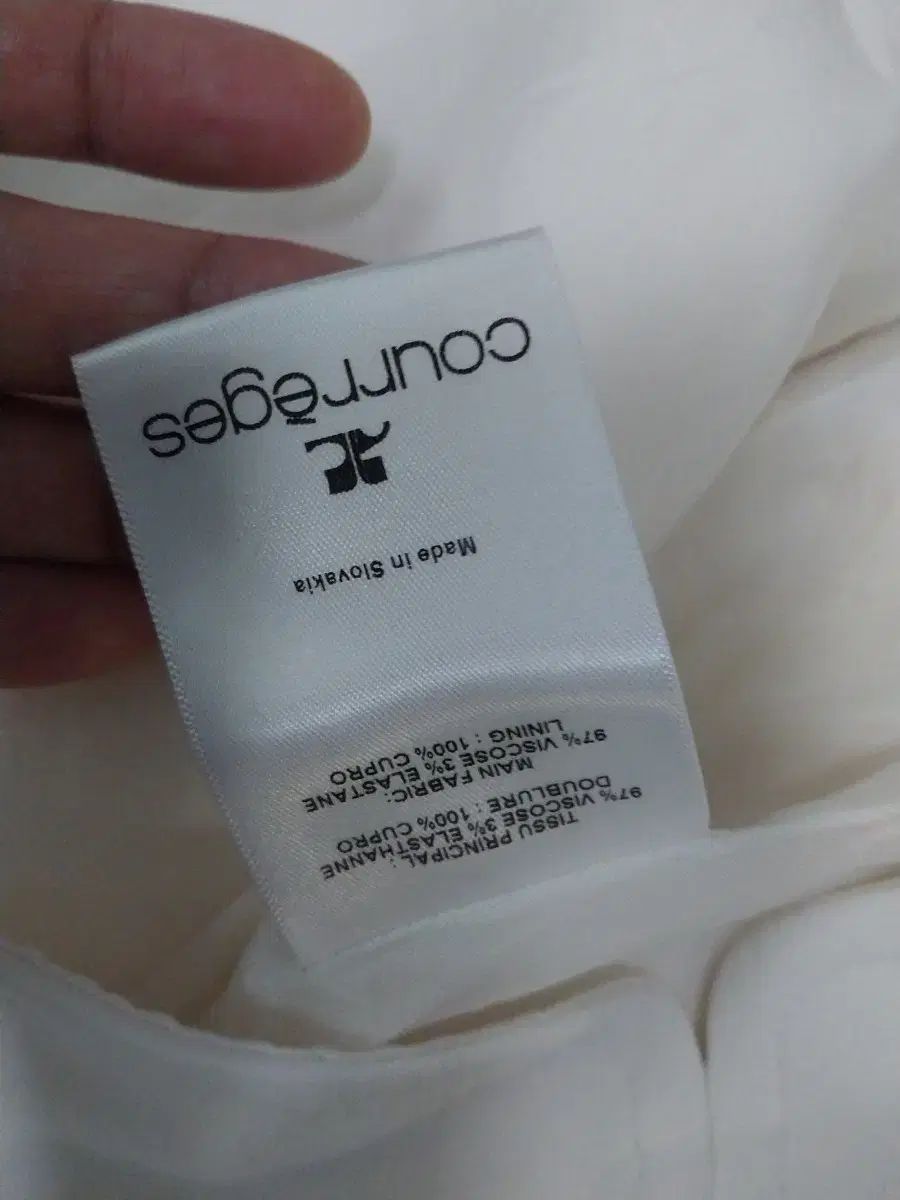 TISSU PRINCIPAL :
97% VISCOSE 3% ELASTHANNE
DOUBLURE : 100% CUPRO
MAIN FABRIC:
97% VISCOSE 3% ELASTANE
LINING : 100% CUPRO
Made in Slovakia
courrèges